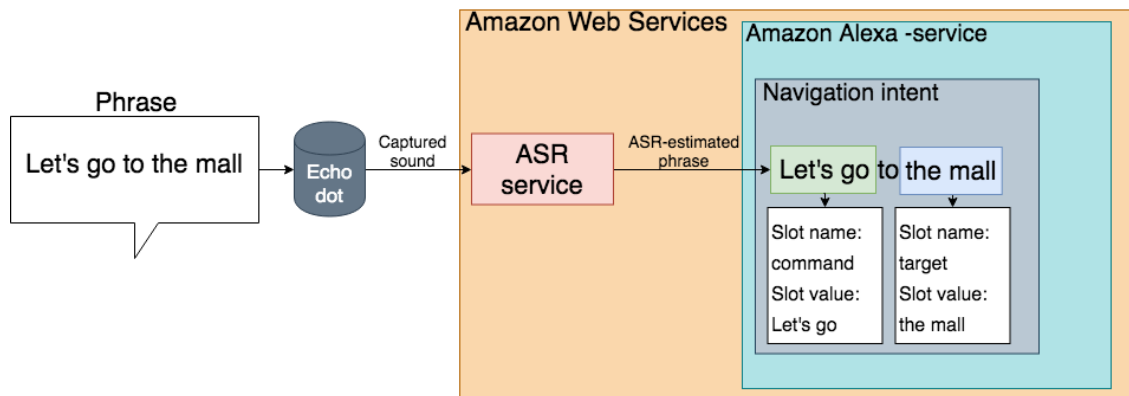 Amazon Web Services
Amazon Alexa -service
Navigation intent
Phrase
Let's go to the mall
Echo
dot
Captured
sound
ASR
service
ASR-estimated
phrase
Let's go to the mall
Slot name:
command
Slot value:
Let's go
Slot name:
target
Slot value:
the mall